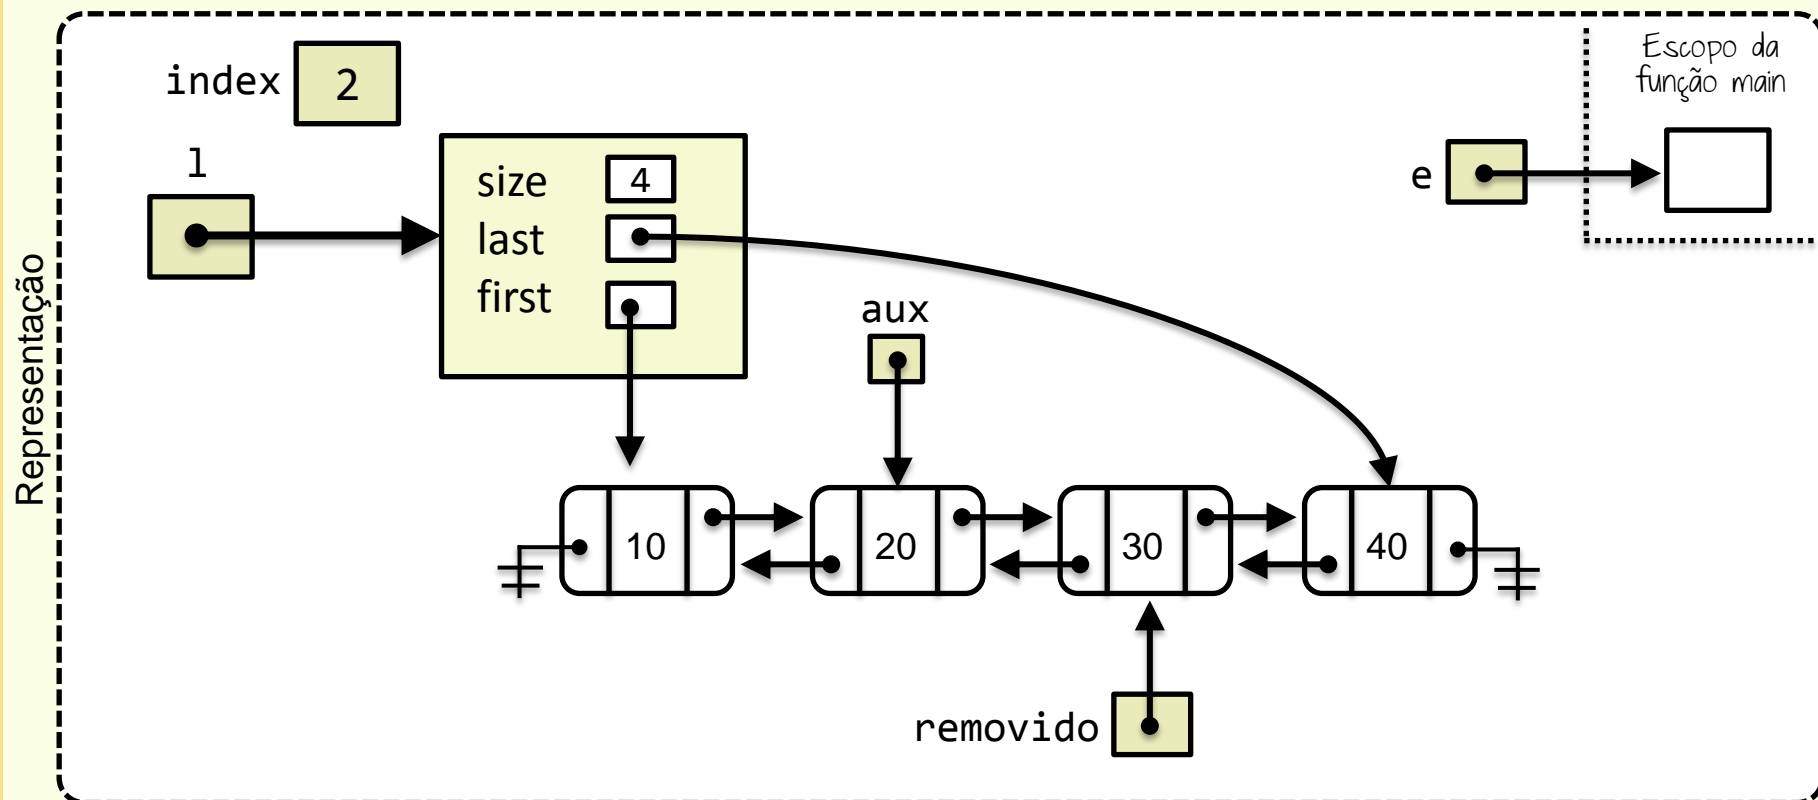 Representação
index 2
l
size 4
last
first
aux
e
Escopo da
função main
10 20 30 40
removido